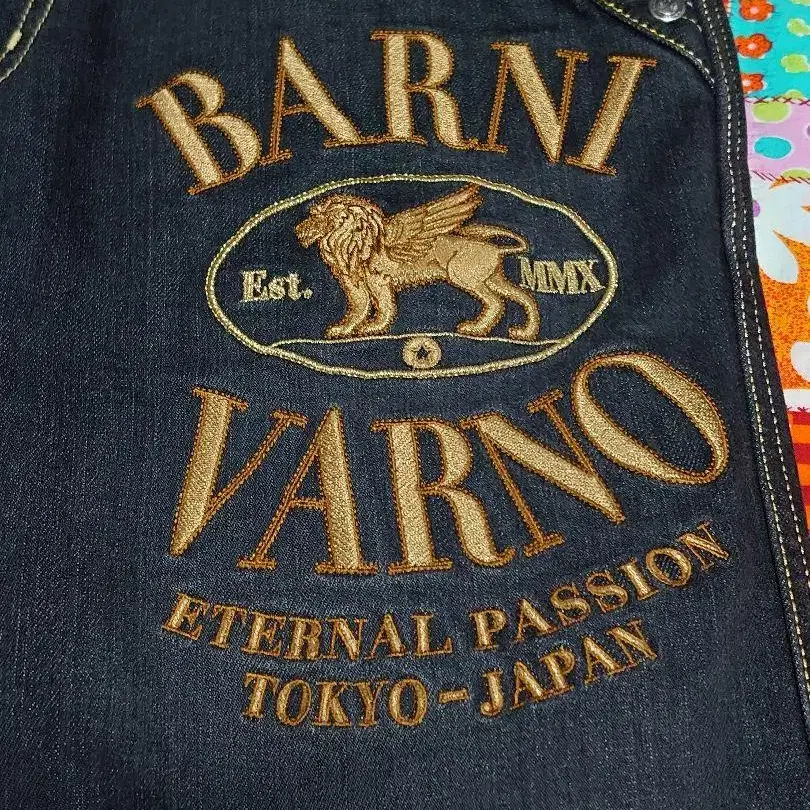 BARNI
Est. MMX
VARNO
ETERNAL PASSION
TOKYO-JAPAN